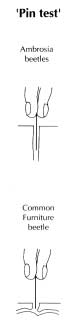 'Pin test'
Ambrosia
beetles
Common
Furniture
beetle